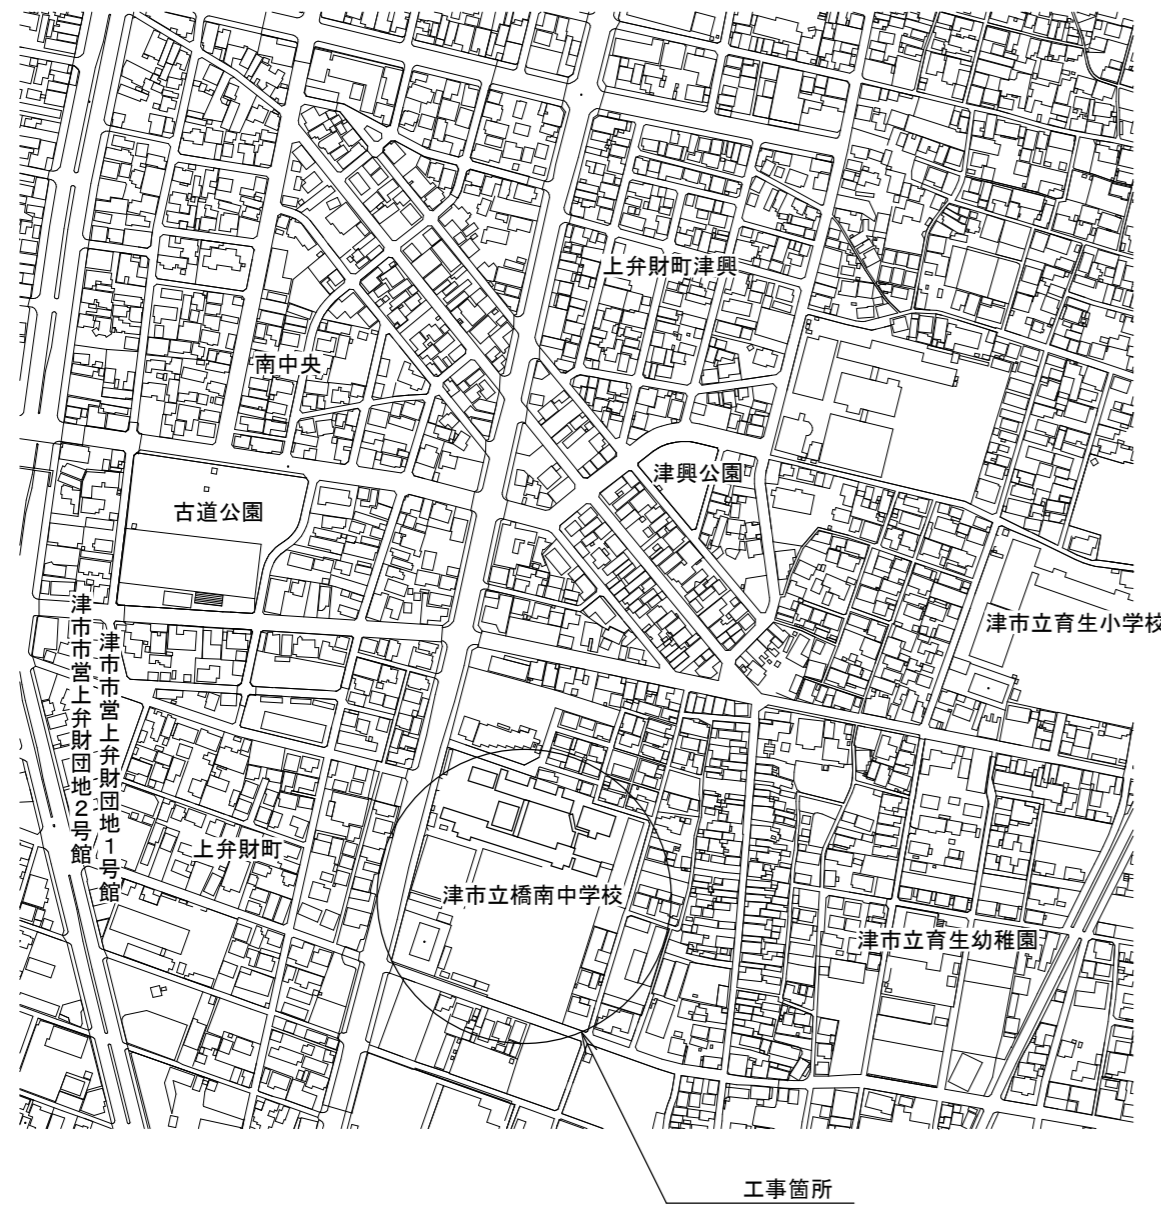 上弁財町津興
南中央
津興公園
古道公園
津市立育生小学校
津市市営上弁財団地2号館
津市市営上弁財団地1号館
上弁財町
津市立橋南中学校
津市立育生幼稚園
工事箇所